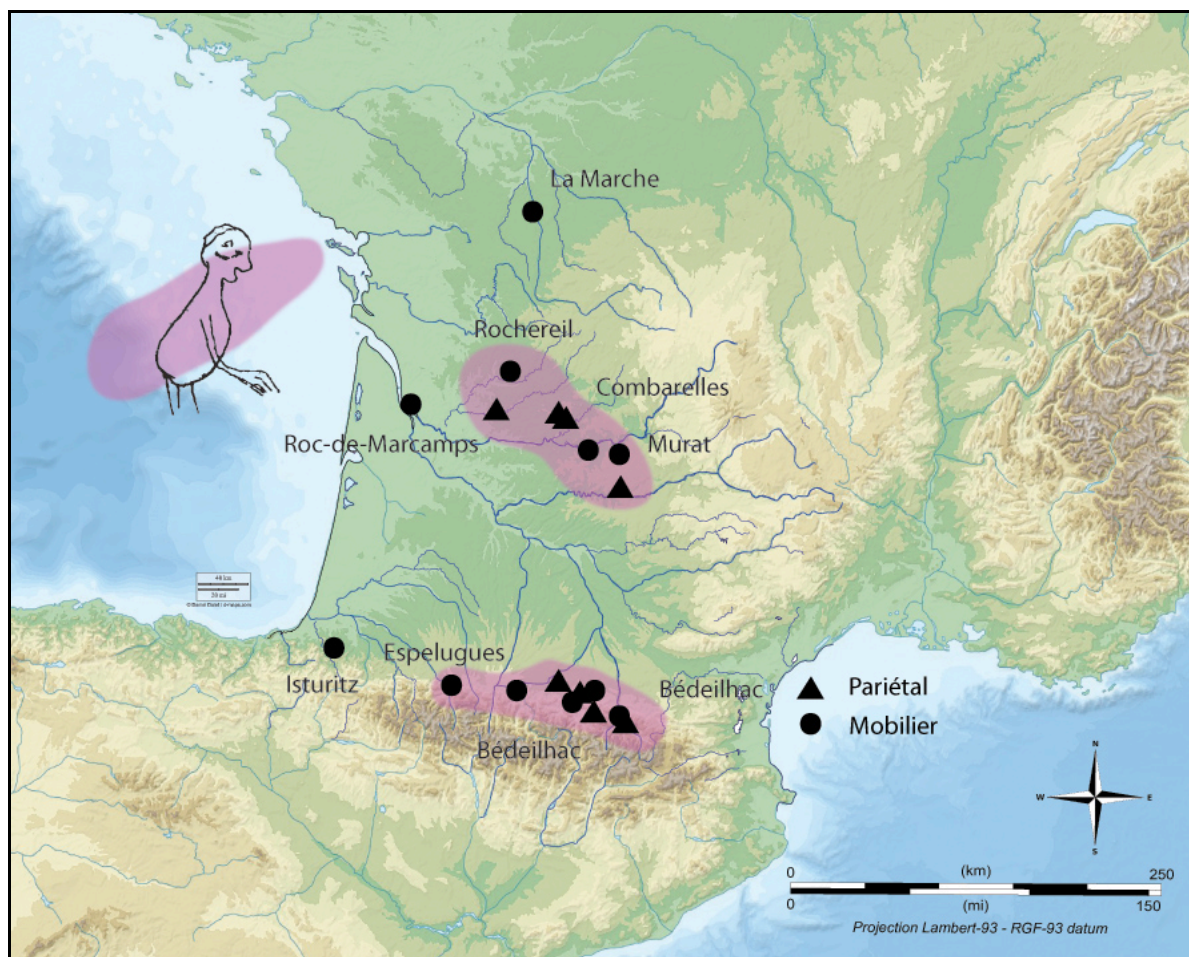 La Marche
Rochereil
Combarelles
Roc-de-Marcamps
Murat
Espelugues
Isturitz
Bédeilhac
Bédeilhac
Pariétal
Mobilier
N
W
E
S
0
(km)
250
0
(mi)
150
Projection Lambert-93 - RGF-93 datum